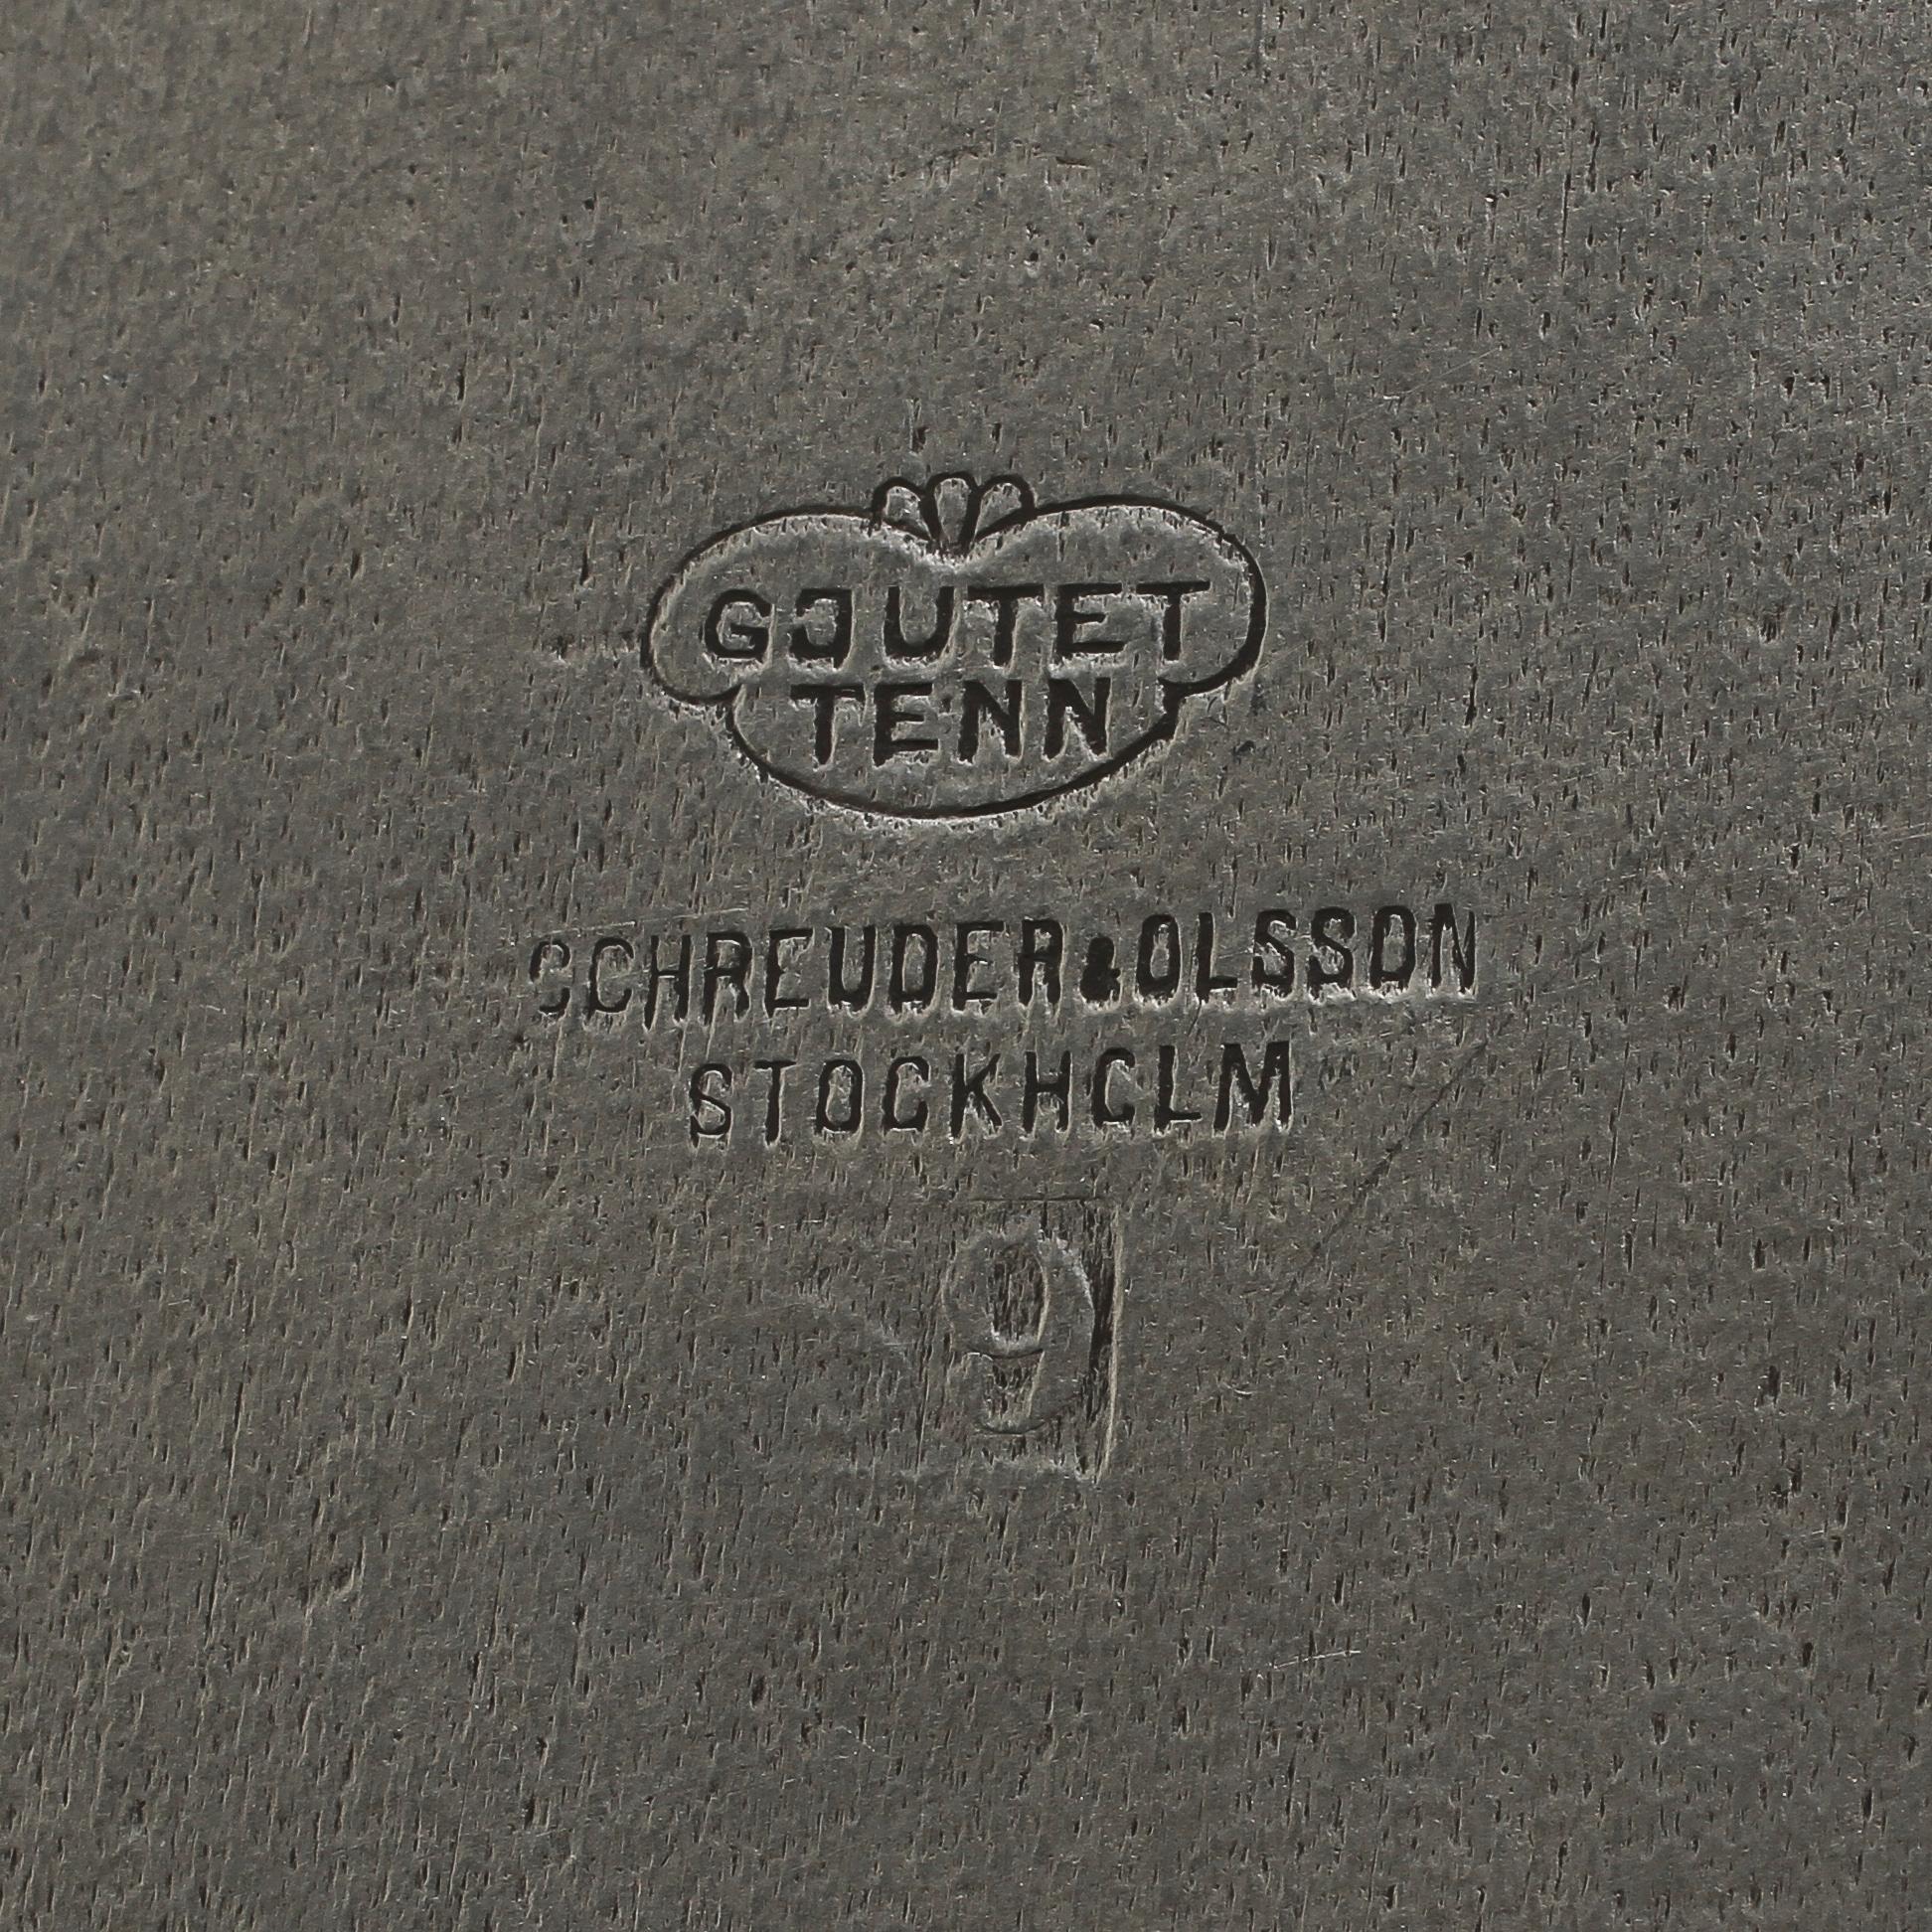 GJUTET
TENN
SCHREUDER & OLSSON
STOCKHOLM
9